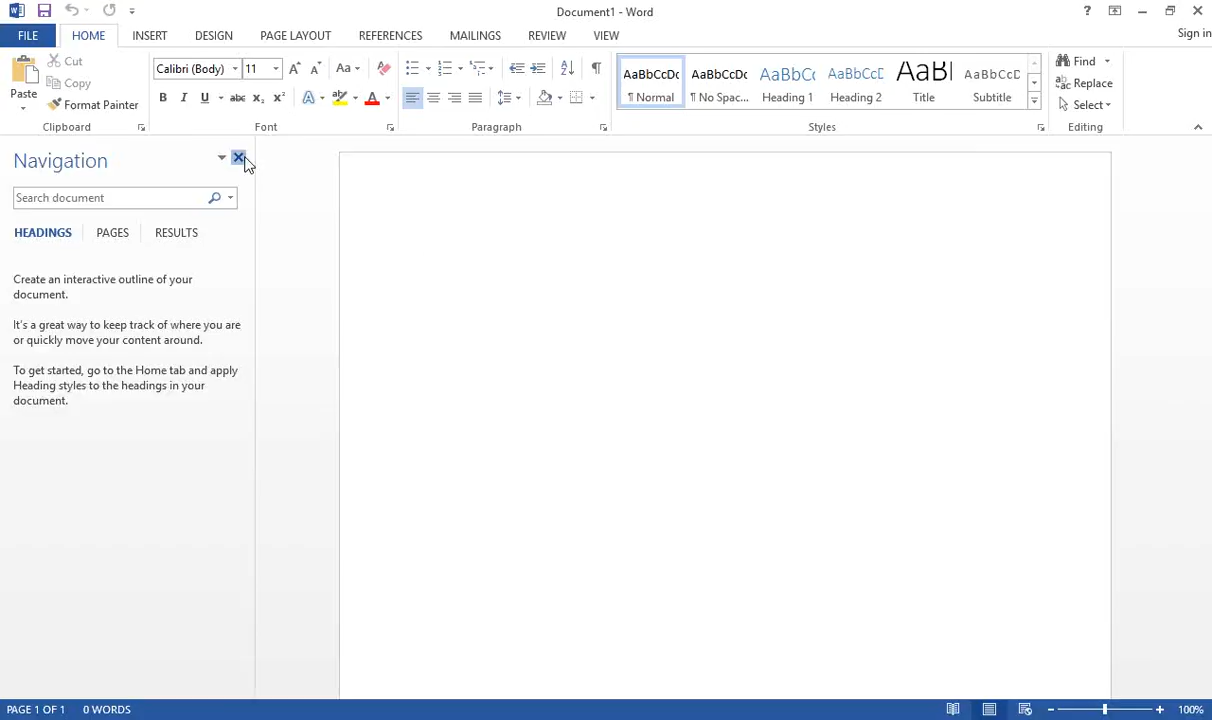 Document1 - Word
Sign in
FILE HOME INSERT DESIGN PAGE LAYOUT REFERENCES MAILINGS REVIEW VIEW
Paste
Cut
Copy
Format Painter
Clipboard
Calibri (Body) 11
Font
Paragraph
AaBbCcDc AaBbCcDc AaBbC AaBbCcD AaBl AaBbCcD
¶ Normal ¶ No Spac... Heading 1 Heading 2 Title Subtitle
Styles
Find
Replace
Select
Editing
Navigation
Search document
HEADINGS PAGES RESULTS
Create an interactive outline of your
document.
It's a great way to keep track of where you are
or quickly move your content around.
To get started, go to the Home tab and apply
Heading styles to the headings in your
document.
PAGE 1 OF 1 0 WORDS
100%